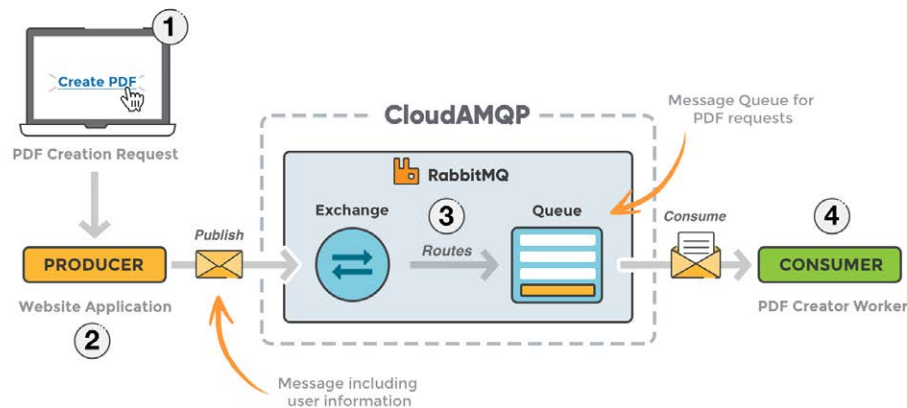 1
Create PDF
PDF Creation Request
CloudAMQP
Message Queue for
PDF requests
RabbitMQ
Exchange
3
Queue
Routes
Publish
Consume
4
PRODUCER
CONSUMER
Website Application
PDF Creator Worker
2
Message including
user information